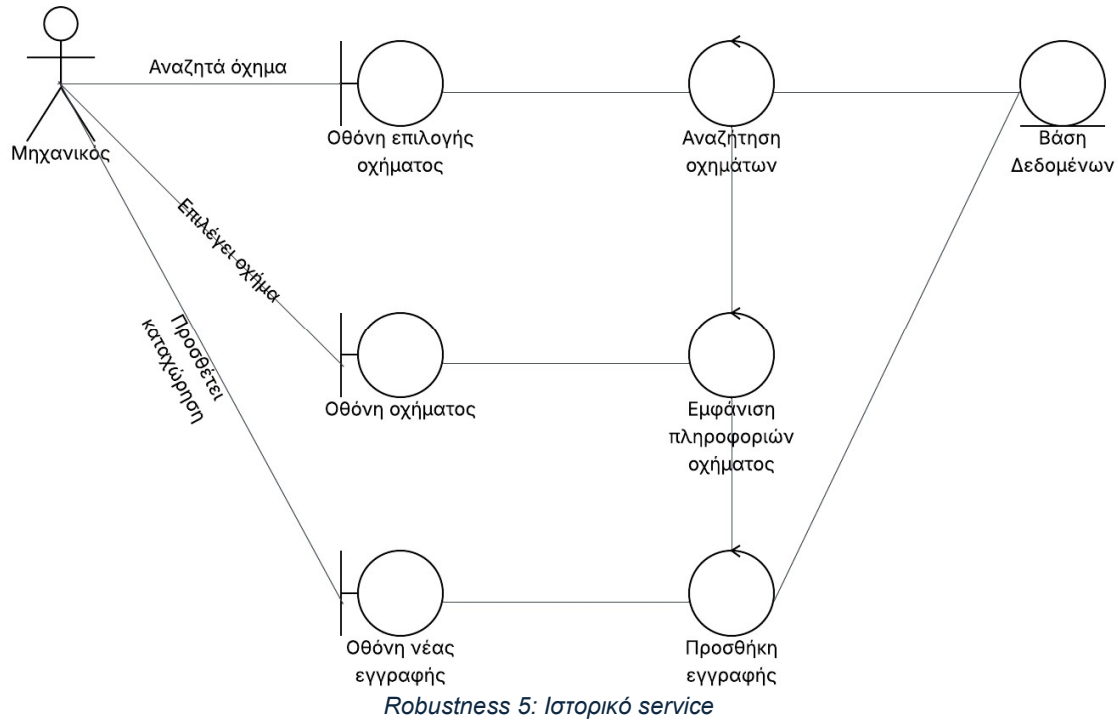 Αναζητά όχημα
Μηχανικός
Οθόνη επιλογής
οχήματος
Αναζήτηση
οχημάτων
Βάση
Δεδομένων
Επιλέγει οχήμα
Προσθέτει
καταχώρηση
Οθόνη οχήματος
Εμφάνιση
πληροφοριών
οχήματος
Οθόνη νέας
εγγραφής
Προσθήκη
εγγραφής
Robustness 5: Ιστορικό service